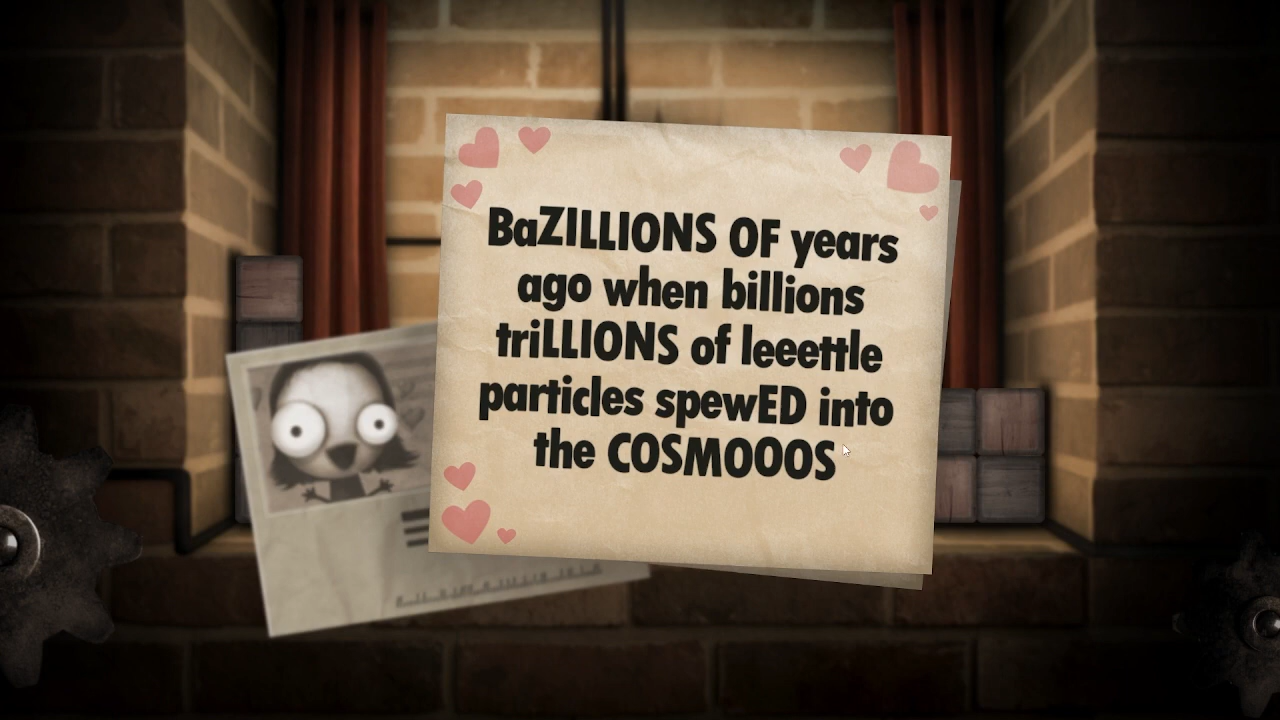 BaZILLIONS OF years
ago when billions
triLLIONS of leeettle
particles spewED into
the COSMOOOS